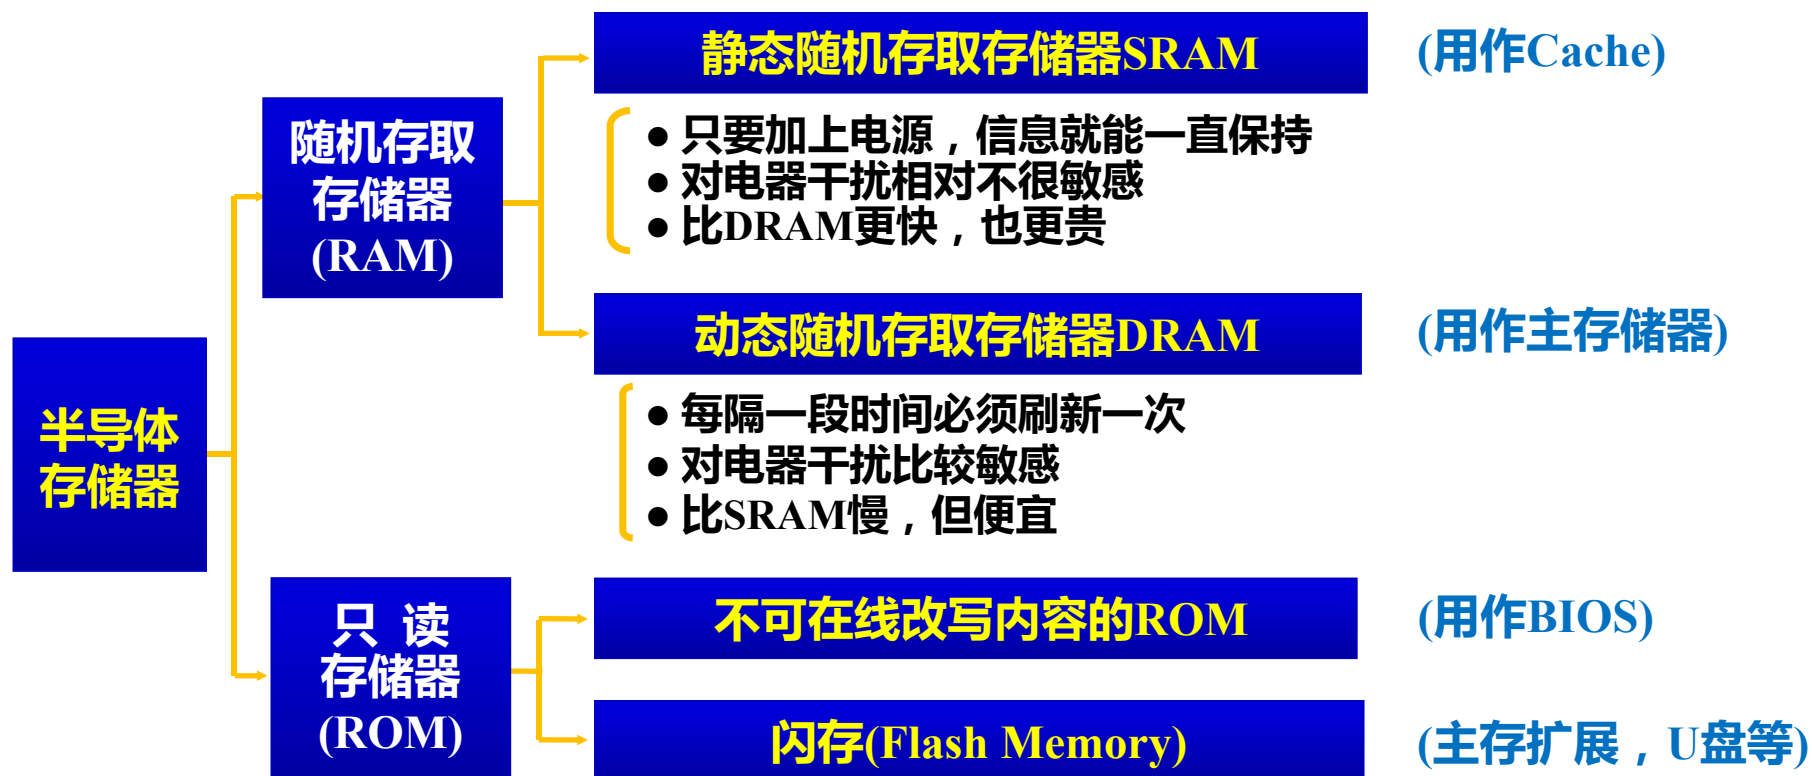 静态随机存取存储器SRAM
(用作Cache)
随机存取
存储器
(RAM)
● 只要加上电源，信息就能一直保持
● 对电器干扰相对不很敏感
● 比DRAM更快，也更贵
动态随机存取存储器DRAM
(用作主存储器)
半导体
存储器
● 每隔一段时间必须刷新一次
● 对电器干扰比较敏感
● 比SRAM慢，但便宜
只 读
存储器
(ROM)
不可在线改写内容的ROM
(用作BIOS)
闪存(Flash Memory)
(主存扩展，U盘等)